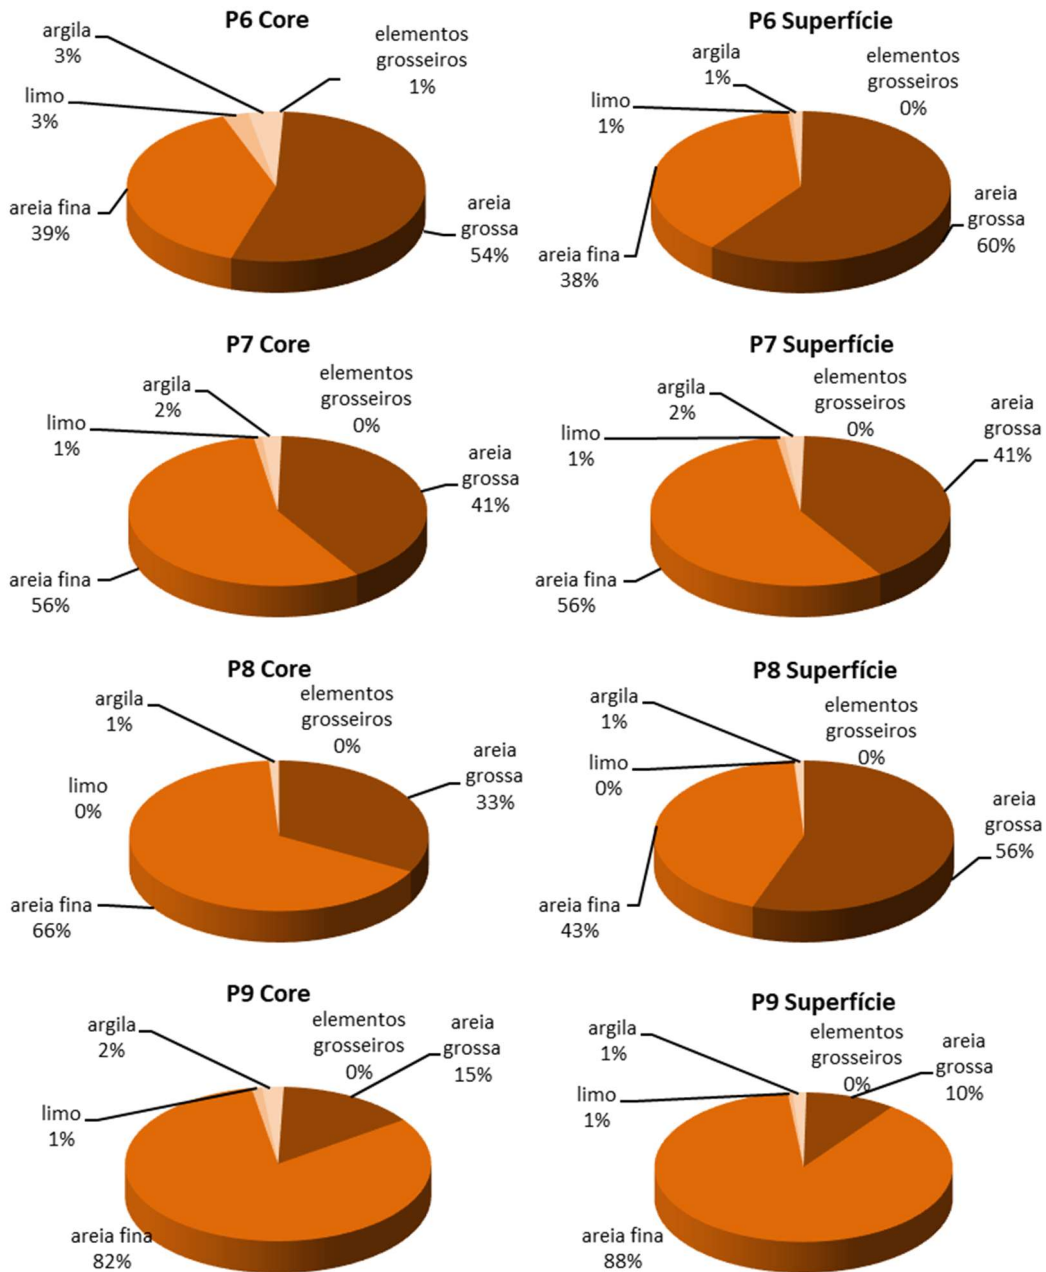 P6 Core
argila
3%
elementos
grosseiros
1%
limo
3%
areia fina
39%
areia
grossa
54%
P6 Superfície
argila
1%
elementos
grosseiros
0%
limo
1%
areia fina
38%
areia
grossa
60%
P7 Core
argila
2%
elementos
grosseiros
0%
limo
1%
areia
grossa
41%
areia fina
56%
P7 Superfície
argila
2%
elementos
grosseiros
0%
limo
1%
areia
grossa
41%
areia fina
56%
P8 Core
argila
1%
elementos
grosseiros
0%
limo
0%
areia
grossa
33%
areia fina
66%
P8 Superfície
argila
1%
elementos
grosseiros
0%
limo
0%
areia
grossa
56%
areia fina
43%
P9 Core
argila
2%
elementos
grosseiros
0%
areia
grossa
15%
limo
1%
areia fina
82%
P9 Superfície
argila
1%
elementos
grosseiros
0%
areia
grossa
10%
limo
1%
areia fina
88%